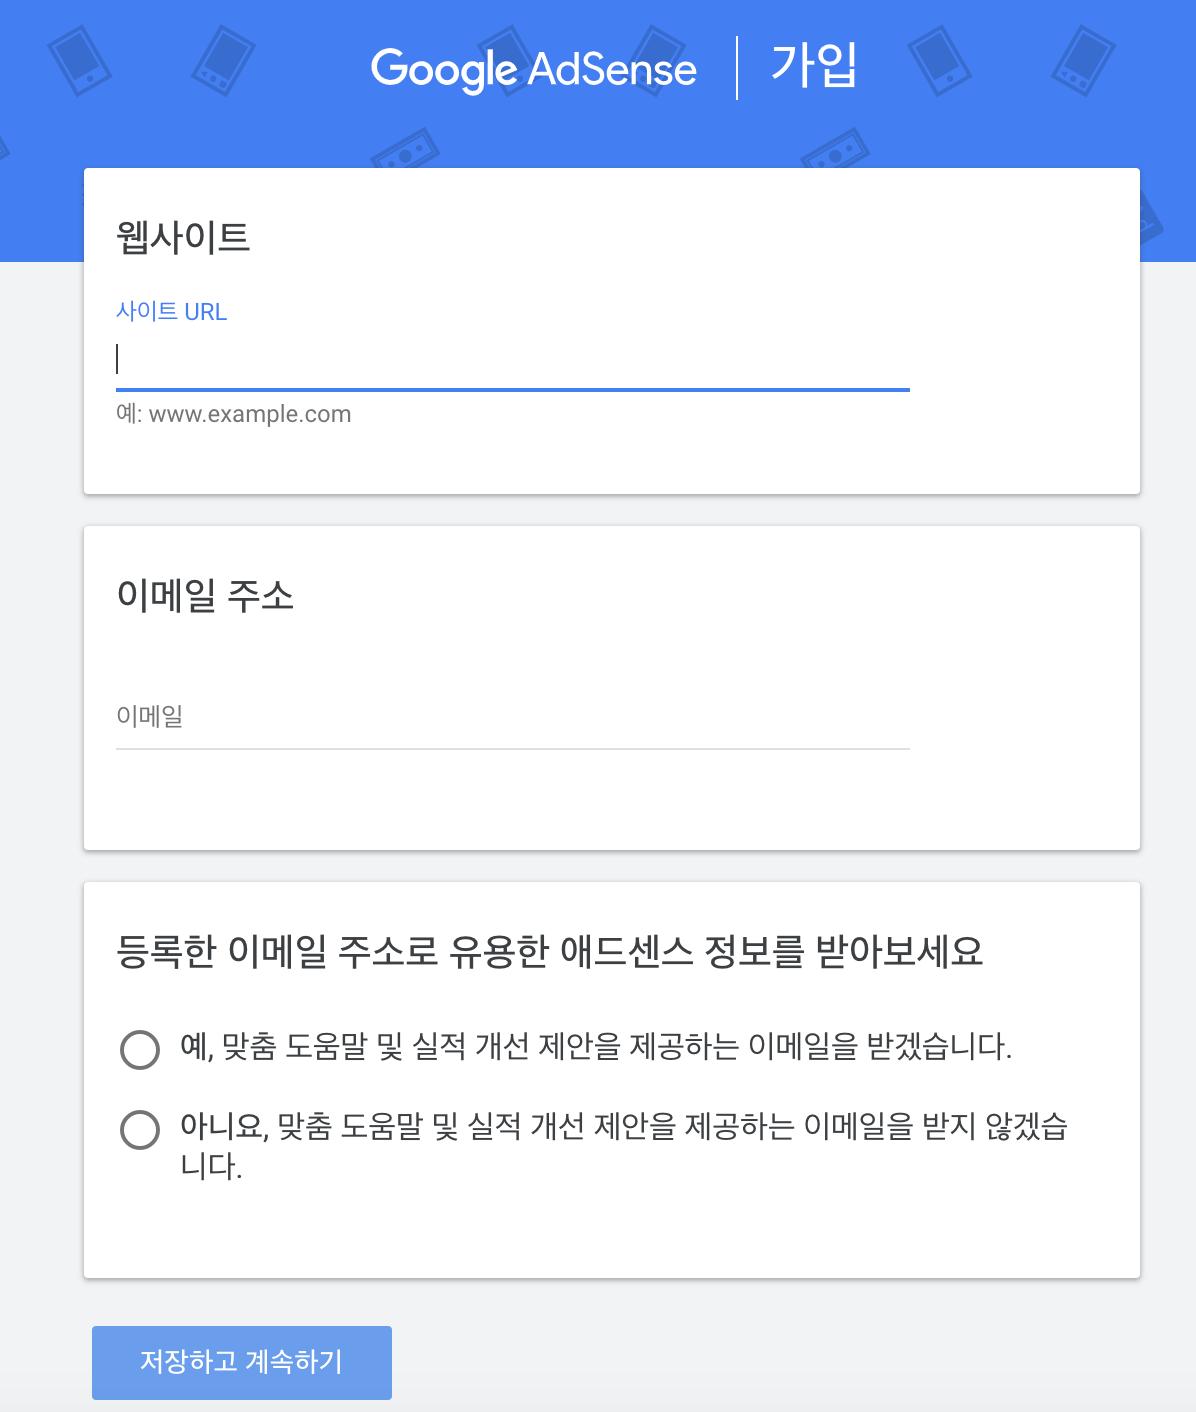 Google AdSense 가입
웹사이트
사이트 URL
예: www.example.com
이메일 주소
이메일
등록한 이메일 주소로 유용한 애드센스 정보를 받아보세요
예, 맞춤 도움말 및 실적 개선 제안을 제공하는 이메일을 받겠습니다.
아니요, 맞춤 도움말 및 실적 개선 제안을 제공하는 이메일을 받지 않겠습
니다.
저장하고 계속하기